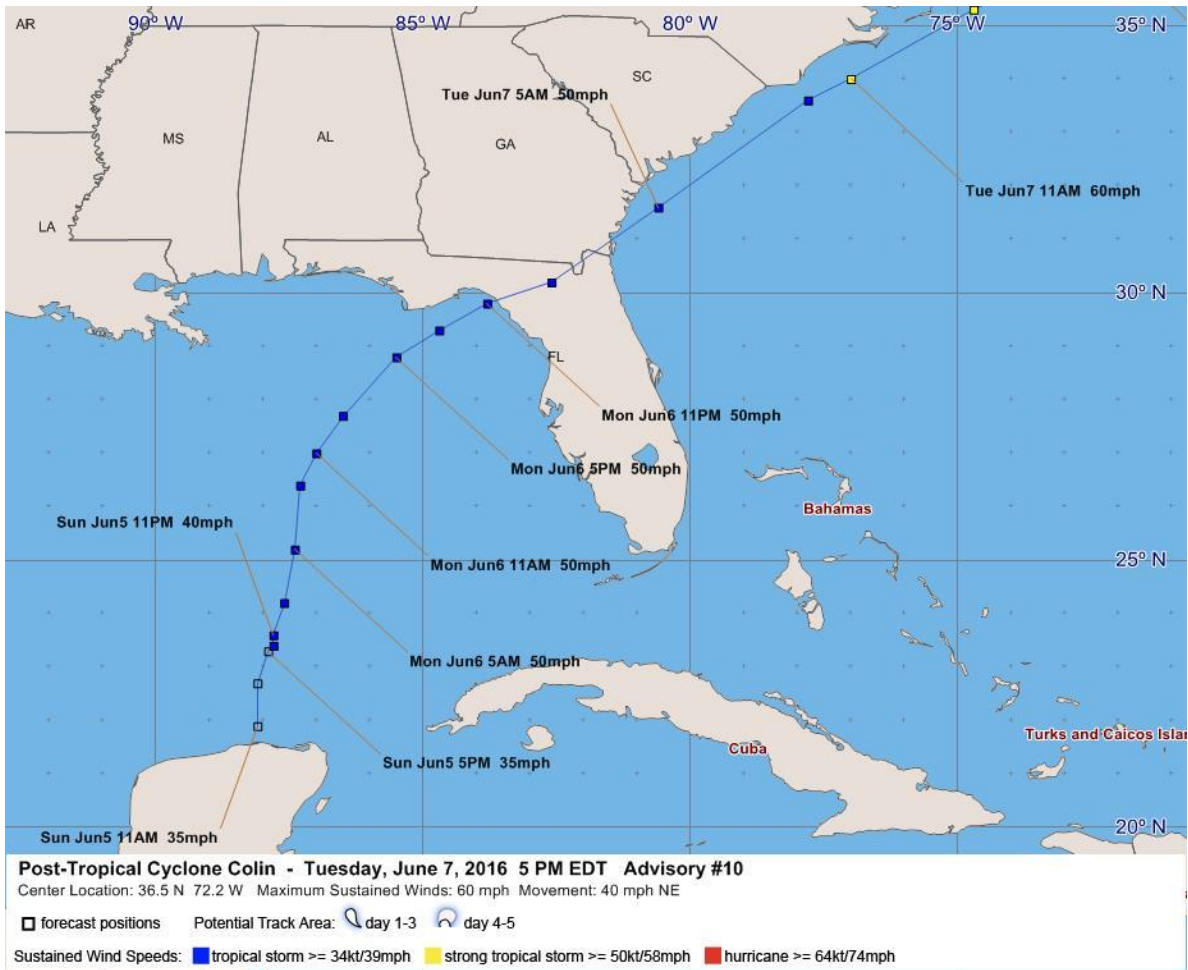 90° W
85° W
80° W
75° W
35° N
AR
SC
Tue Jun7 5AM 50mph
MS
AL
GA
Tue Jun7 11AM 60mph
LA
30° N
FL
Mon Jun6 11PM 50mph
Mon Jun6 5PM 50mph
Bahamas
Sun Jun5 11PM 40mph
25° N
Mon Jun6 11AM 50mph
Mon Jun6 5AM 50mph
Turks and Caicos Islan
Cuba
Sun Jun5 5PM 35mph
20° N
Sun Jun5 11AM 35mph
Post-Tropical Cyclone Colin - Tuesday, June 7, 2016 5 PM EDT Advisory #10
Center Location: 36.5 N 72.2 W Maximum Sustained Winds: 60 mph Movement: 40 mph NE
forecast positions Potential Track Area: day 1-3 day 4-5
Sustained Wind Speeds: tropical storm >= 34kt/39mph strong tropical storm >= 50kt/58mph hurricane >= 64kt/74mph